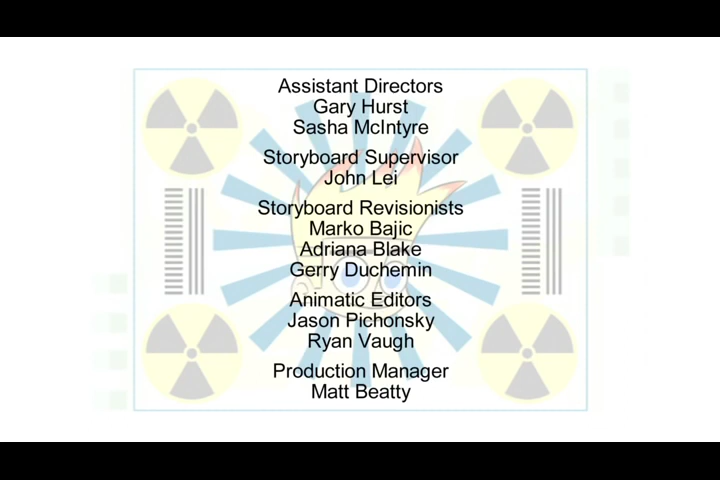 Assistant Directors
Gary Hurst
Sasha McIntyre
Storyboard Supervisor
John Lei
Storyboard Revisionists
Marko Bajic
Adriana Blake
Gerry Duchemin
Animatic Editors
Jason Pichonsky
Ryan Vaugh
Production Manager
Matt Beatty